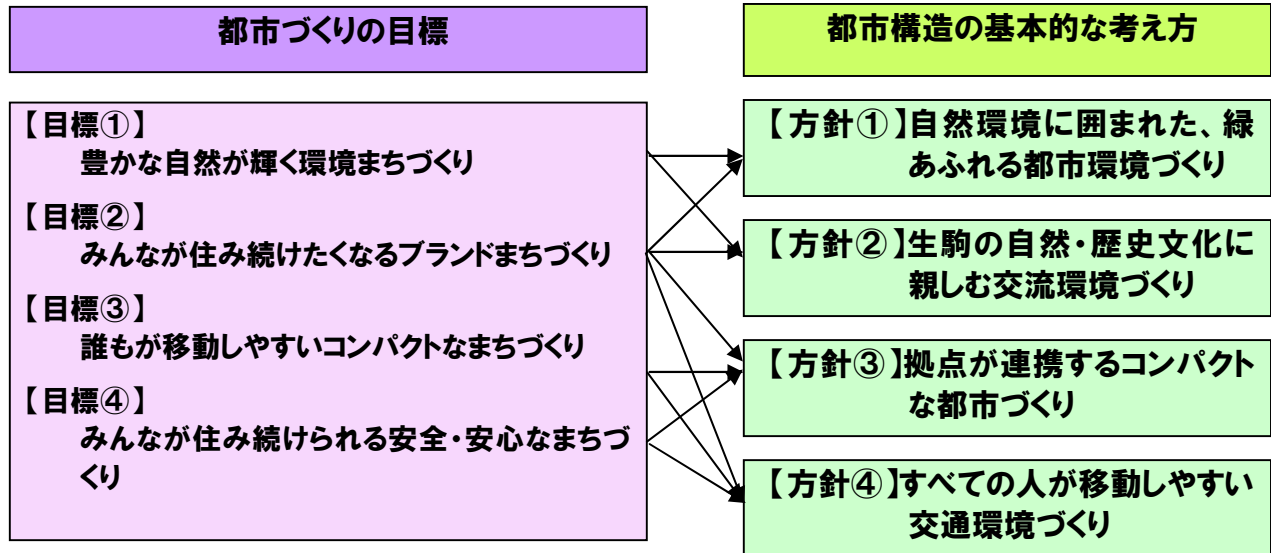 都市づくりの目標
【目標①】
豊かな自然が輝く環境まちづくり
【目標②】
みんなが住み続けたくなるブランドまちづくり
【目標③】
誰もが移動しやすいコンパクトなまちづくり
【目標④】
みんなが住み続けられる安全・安心なまちづ
くり
都市構造の基本的な考え方
【方針①】自然環境に囲まれた、緑
あふれる都市環境づくり
【方針②】生駒の自然・歴史文化に
親しむ交流環境づくり
【方針③】拠点が連携するコンパクト
な都市づくり
【方針④】すべての人が移動しやすい
交通環境づくり